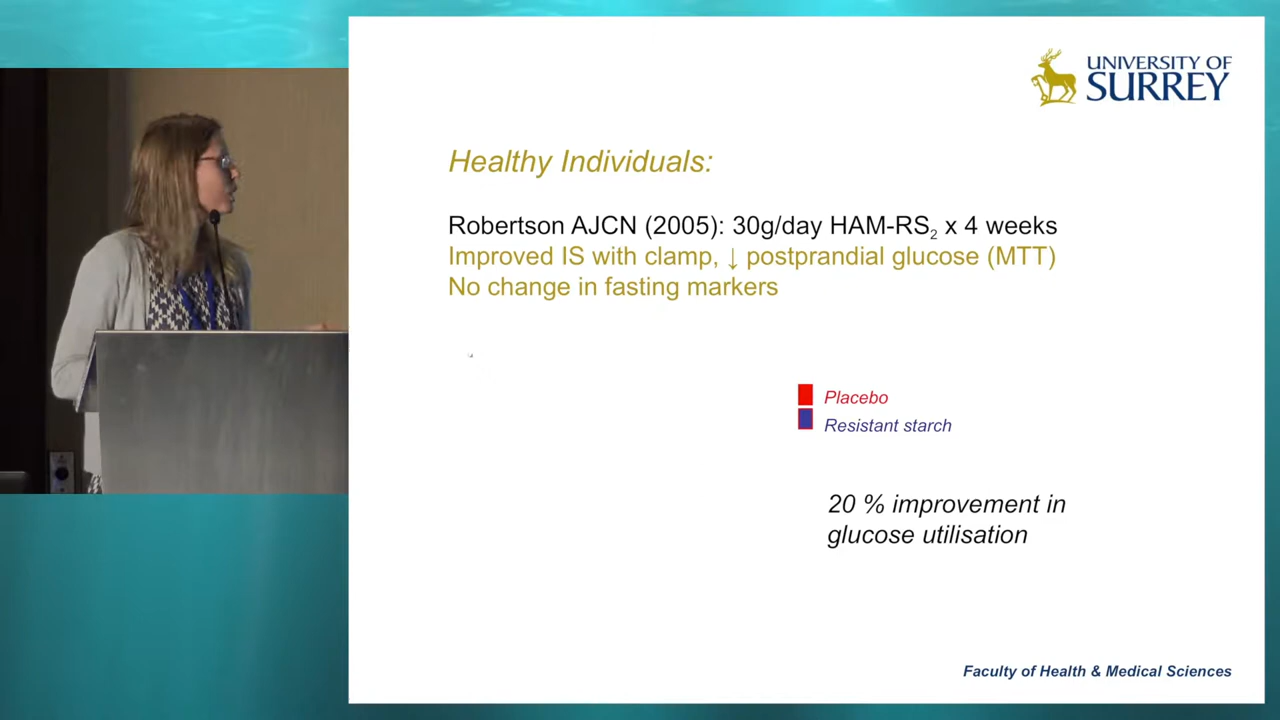 UNIVERSITY OF
SURREY
Healthy Individuals:
Robertson AJCN (2005): 30g/day HAM-RS₂ x 4 weeks
Improved IS with clamp, ↓ postprandial glucose (MTT)
No change in fasting markers
Placebo
Resistant starch
20 % improvement in
glucose utilisation
Faculty of Health & Medical Sciences